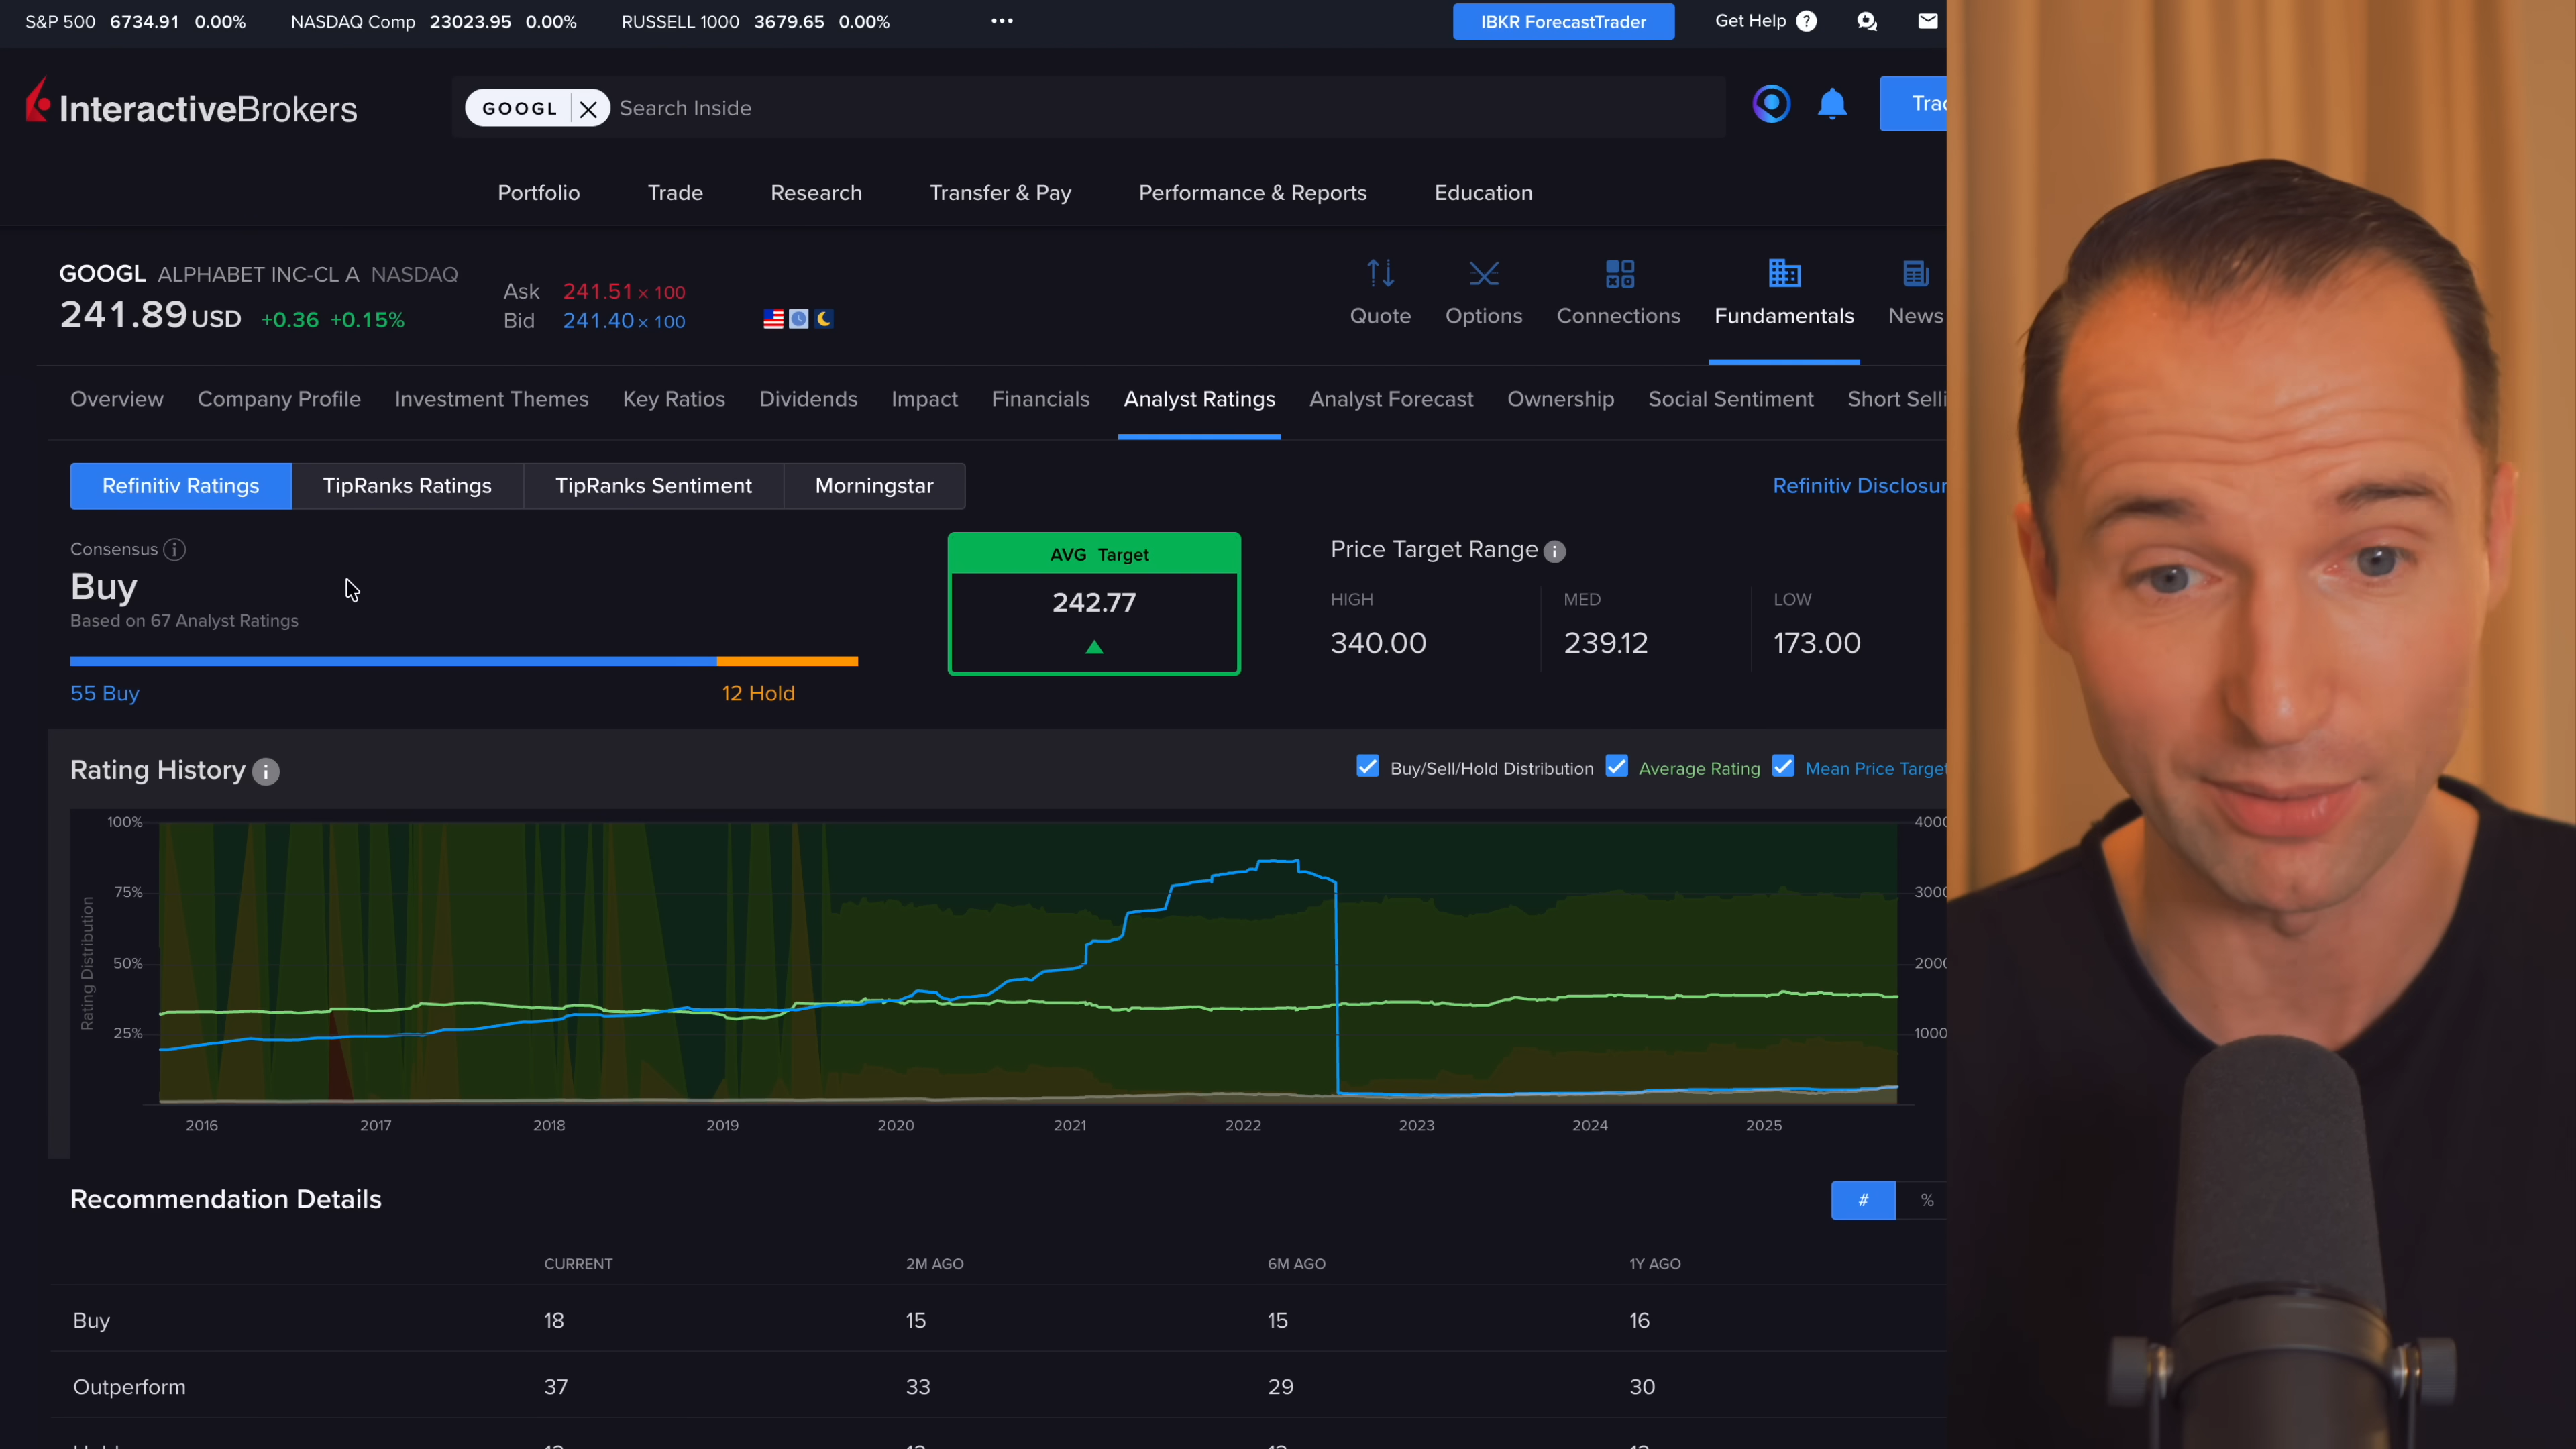 S&P 500 6734.91 0.00% NASDAQ Comp 23023.95 0.00% RUSSELL 1000 3679.65 0.00% ••• IBKR ForecastTrader Get Help ?
InteractiveBrokers GOOGL Search Inside
Portfolio Trade Research Transfer & Pay Performance & Reports Education
GOOGL ALPHABET INC-CL A NASDAQ
241.89 USD +0.36 +0.15%
Ask 241.51 × 100
Bid 241.40 × 100
Quote Options Connections Fundamentals News
Overview Company Profile Investment Themes Key Ratios Dividends Impact Financials Analyst Ratings Analyst Forecast Ownership Social Sentiment Short Selli
Refinitiv Ratings TipRanks Ratings TipRanks Sentiment Morningstar Refinitiv Disclosur
Consensus
Buy
Based on 67 Analyst Ratings
55 Buy 12 Hold
AVG Target
242.77
Price Target Range
HIGH MED LOW
340.00 239.12 173.00
Rating History Buy/Sell/Hold Distribution Average Rating Mean Price Target
Rating Distribution
100% 4000
75% 3000
50% 2000
25% 1000
2016 2017 2018 2019 2020 2021 2022 2023 2024 2025
Recommendation Details # %
CURRENT 2M AGO 6M AGO 1Y AGO
Buy 18 15 15 16
Outperform 37 33 29 30